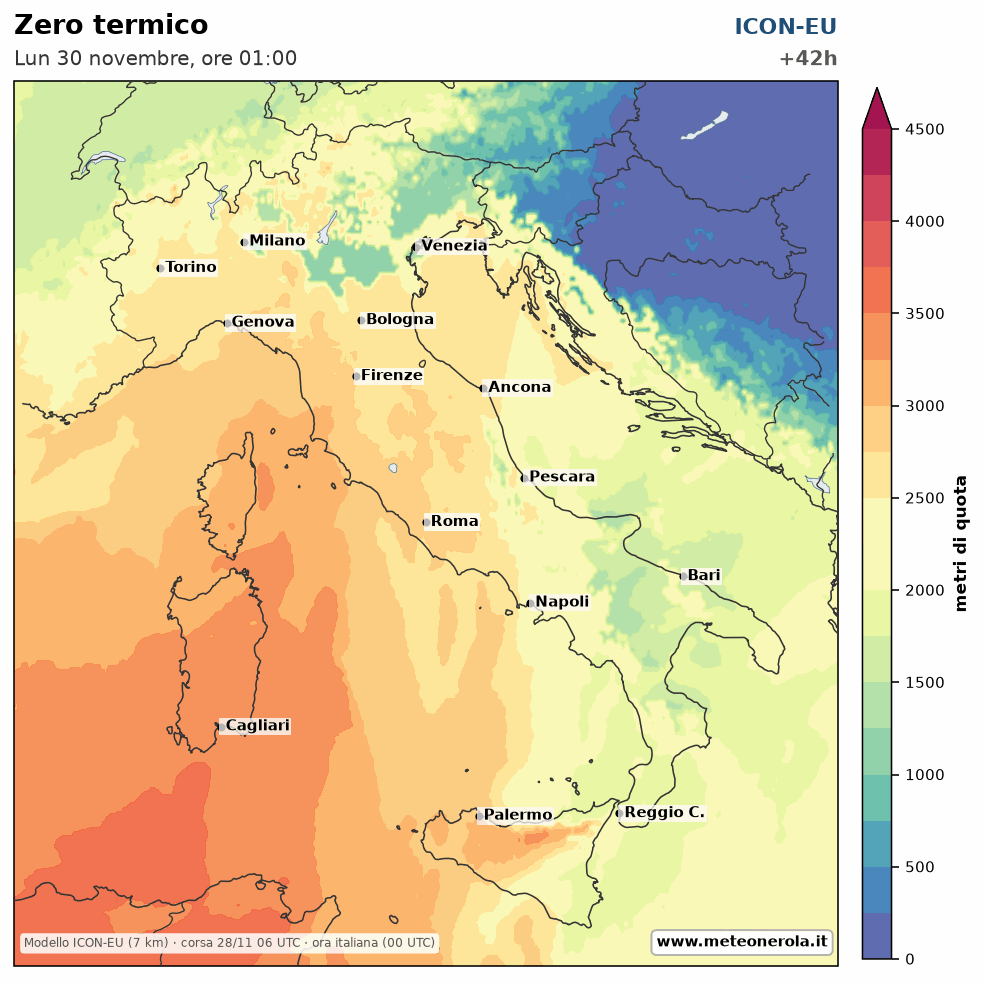 Zero termico
ICON-EU
Lun 30 novembre, ore 01:00
+42h
4500
4000
3500
3000
2500
2000
1500
1000
500
0
metri di quota
Milano
Venezia
Torino
Genova
Bologna
Firenze
Ancona
Pescara
Roma
Bari
Napoli
Cagliari
Palermo
Reggio C.
Modello ICON-EU (7 km) · corsa 28/11 06 UTC · ora italiana (00 UTC)
www.meteonerola.it